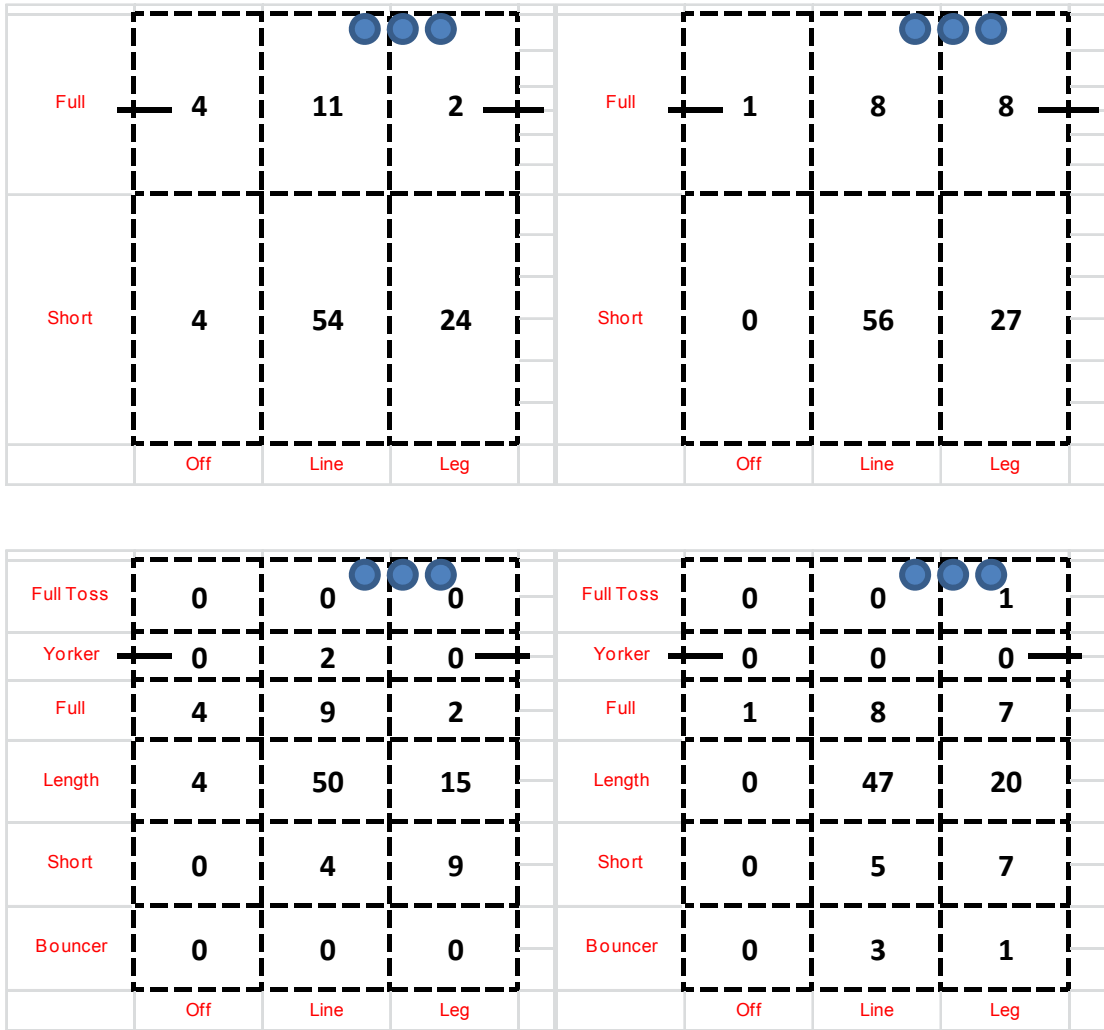 Full 4 11 2 Full 1 8 8
Short 4 54 24 Short 0 56 27
Off Line Leg Off Line Leg
Full Toss 0 0 0 Full Toss 0 0 1
Yorker 0 2 0 Yorker 0 0 0
Full 4 9 2 Full 1 8 7
Length 4 50 15 Length 0 47 20
Short 0 4 9 Short 0 5 7
Bouncer 0 0 0 Bouncer 0 3 1
Off Line Leg Off Line Leg